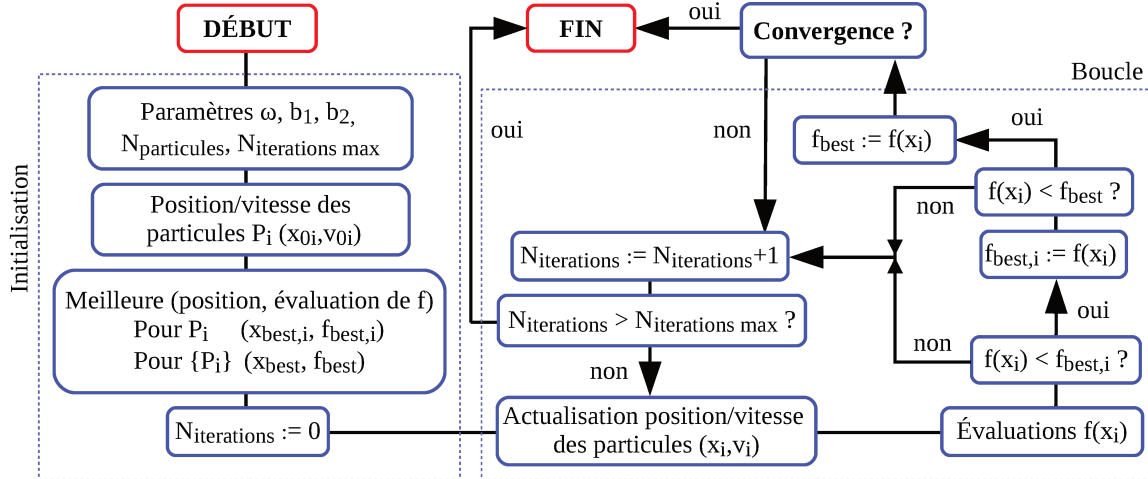 DÉBUT
Initialisation
Paramètres ω, b1, b2,
Nparticules, Niterations max
Position/vitesse des
particules Pi (x0i,v0i)
Meilleure (position, évaluation de f)
Pour Pi (xbest,i, fbest,i)
Pour {Pi} (xbest, fbest)
Niterations := 0
FIN
oui
Convergence ?
Boucle
oui
non
fbest := f(xi)
oui
f(xi) < fbest ?
non
Niterations := Niterations+1
fbest,i := f(xi)
Niterations > Niterations max ?
oui
non
f(xi) < fbest,i ?
non
Actualisation position/vitesse
des particules (xi,vi)
Évaluations f(xi)